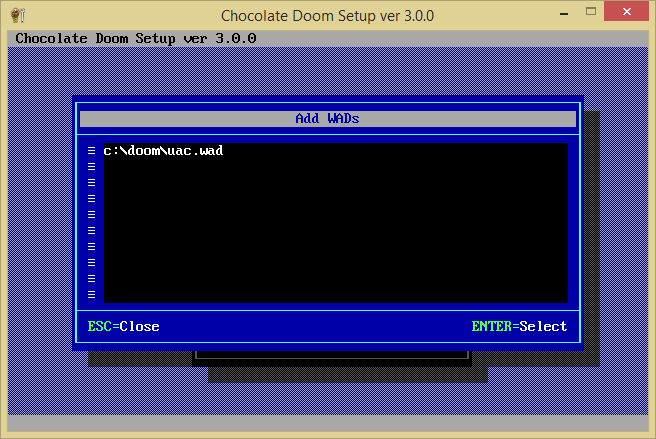 Chocolate Doom Setup ver 3.0.0
Chocolate Doom Setup ver 3.0.0
Add WADs
c:\doom\uac.wad
ESC=Close ENTER=Select